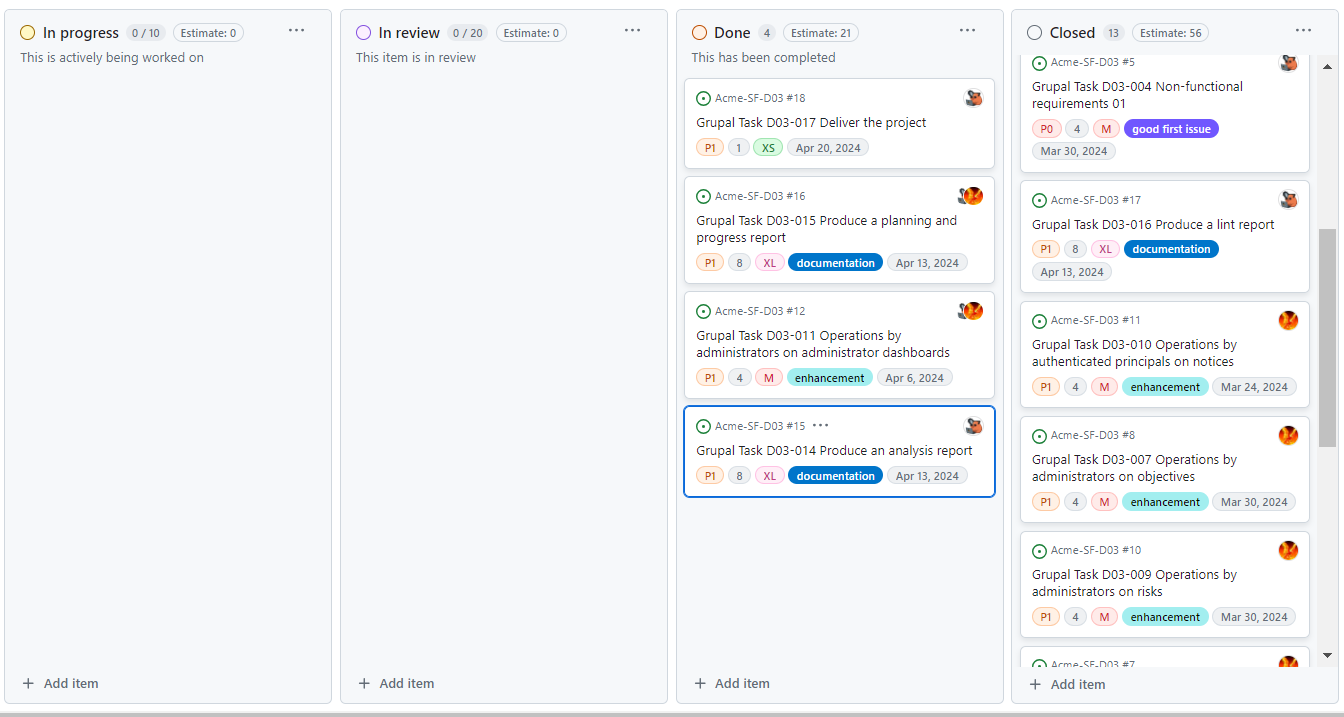 In progress 0 / 10 Estimate: 0
This is actively being worked on
Add item
In review 0 / 20 Estimate: 0
This item is in review
Add item
Done 4 Estimate: 21
This has been completed
Acme-SF-D03 #18
Grupal Task D03-017 Deliver the project
P1 1 XS Apr 20, 2024
Acme-SF-D03 #16
Grupal Task D03-015 Produce a planning and
progress report
P1 8 XL documentation Apr 13, 2024
Acme-SF-D03 #12
Grupal Task D03-011 Operations by
administrators on administrator dashboards
P1 4 M enhancement Apr 6, 2024
Acme-SF-D03 #15
Grupal Task D03-014 Produce an analysis report
P1 8 XL documentation Apr 13, 2024
Add item
Closed 13 Estimate: 56
Acme-SF-D03 #5
Grupal Task D03-004 Non-functional
requirements 01
P0 4 M good first issue
Mar 30, 2024
Acme-SF-D03 #17
Grupal Task D03-016 Produce a lint report
P1 8 XL documentation
Apr 13, 2024
Acme-SF-D03 #11
Grupal Task D03-010 Operations by
authenticated principals on notices
P1 4 M enhancement Mar 24, 2024
Acme-SF-D03 #8
Grupal Task D03-007 Operations by
administrators on objectives
P1 4 M enhancement Mar 30, 2024
Acme-SF-D03 #10
Grupal Task D03-009 Operations by
administrators on risks
P1 4 M enhancement Mar 30, 2024
Acme-SF-D03 #7
Add item